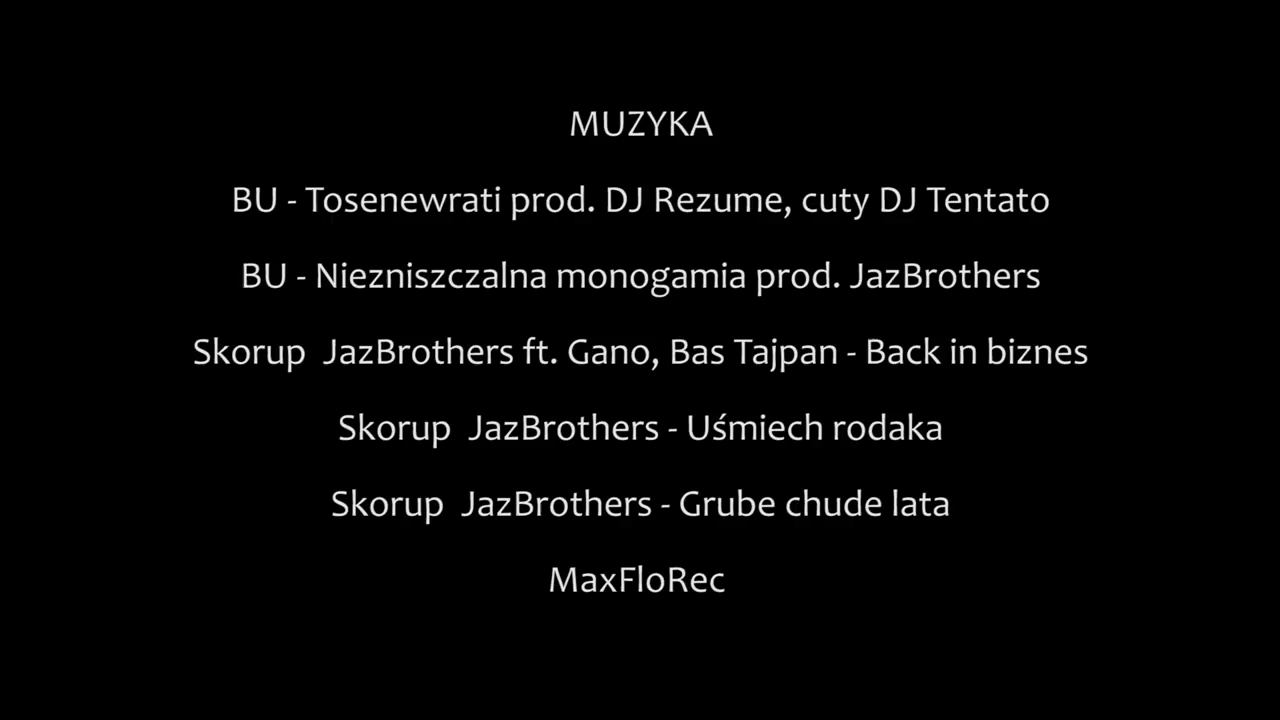 MUZYKA
BU - Tosenewrati prod. DJ Rezume, cuty DJ Tentato
BU - Niezniszczalna monogamia prod. JazBrothers
Skorup  JazBrothers ft. Gano, Bas Tajpan - Back in biznes
Skorup  JazBrothers - Uśmiech rodaka
Skorup  JazBrothers - Grube chude lata
MaxFloRec